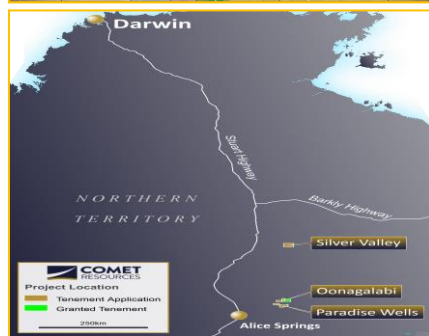 Darwin
Stuart Highway
NORTHERN
TERRITORY
Barkly Highway
Silver Valley
Oonagalabi
Paradise Wells
Alice Springs
COMET
RESOURCES
Project Location
Tenement Application
Granted Tenement
250km